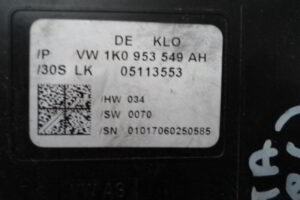 DE KLO
/P VW 1K0 953 549 AH
/30S LK 05113553
/HW 034
/SW 0070
/SN 01017060250585